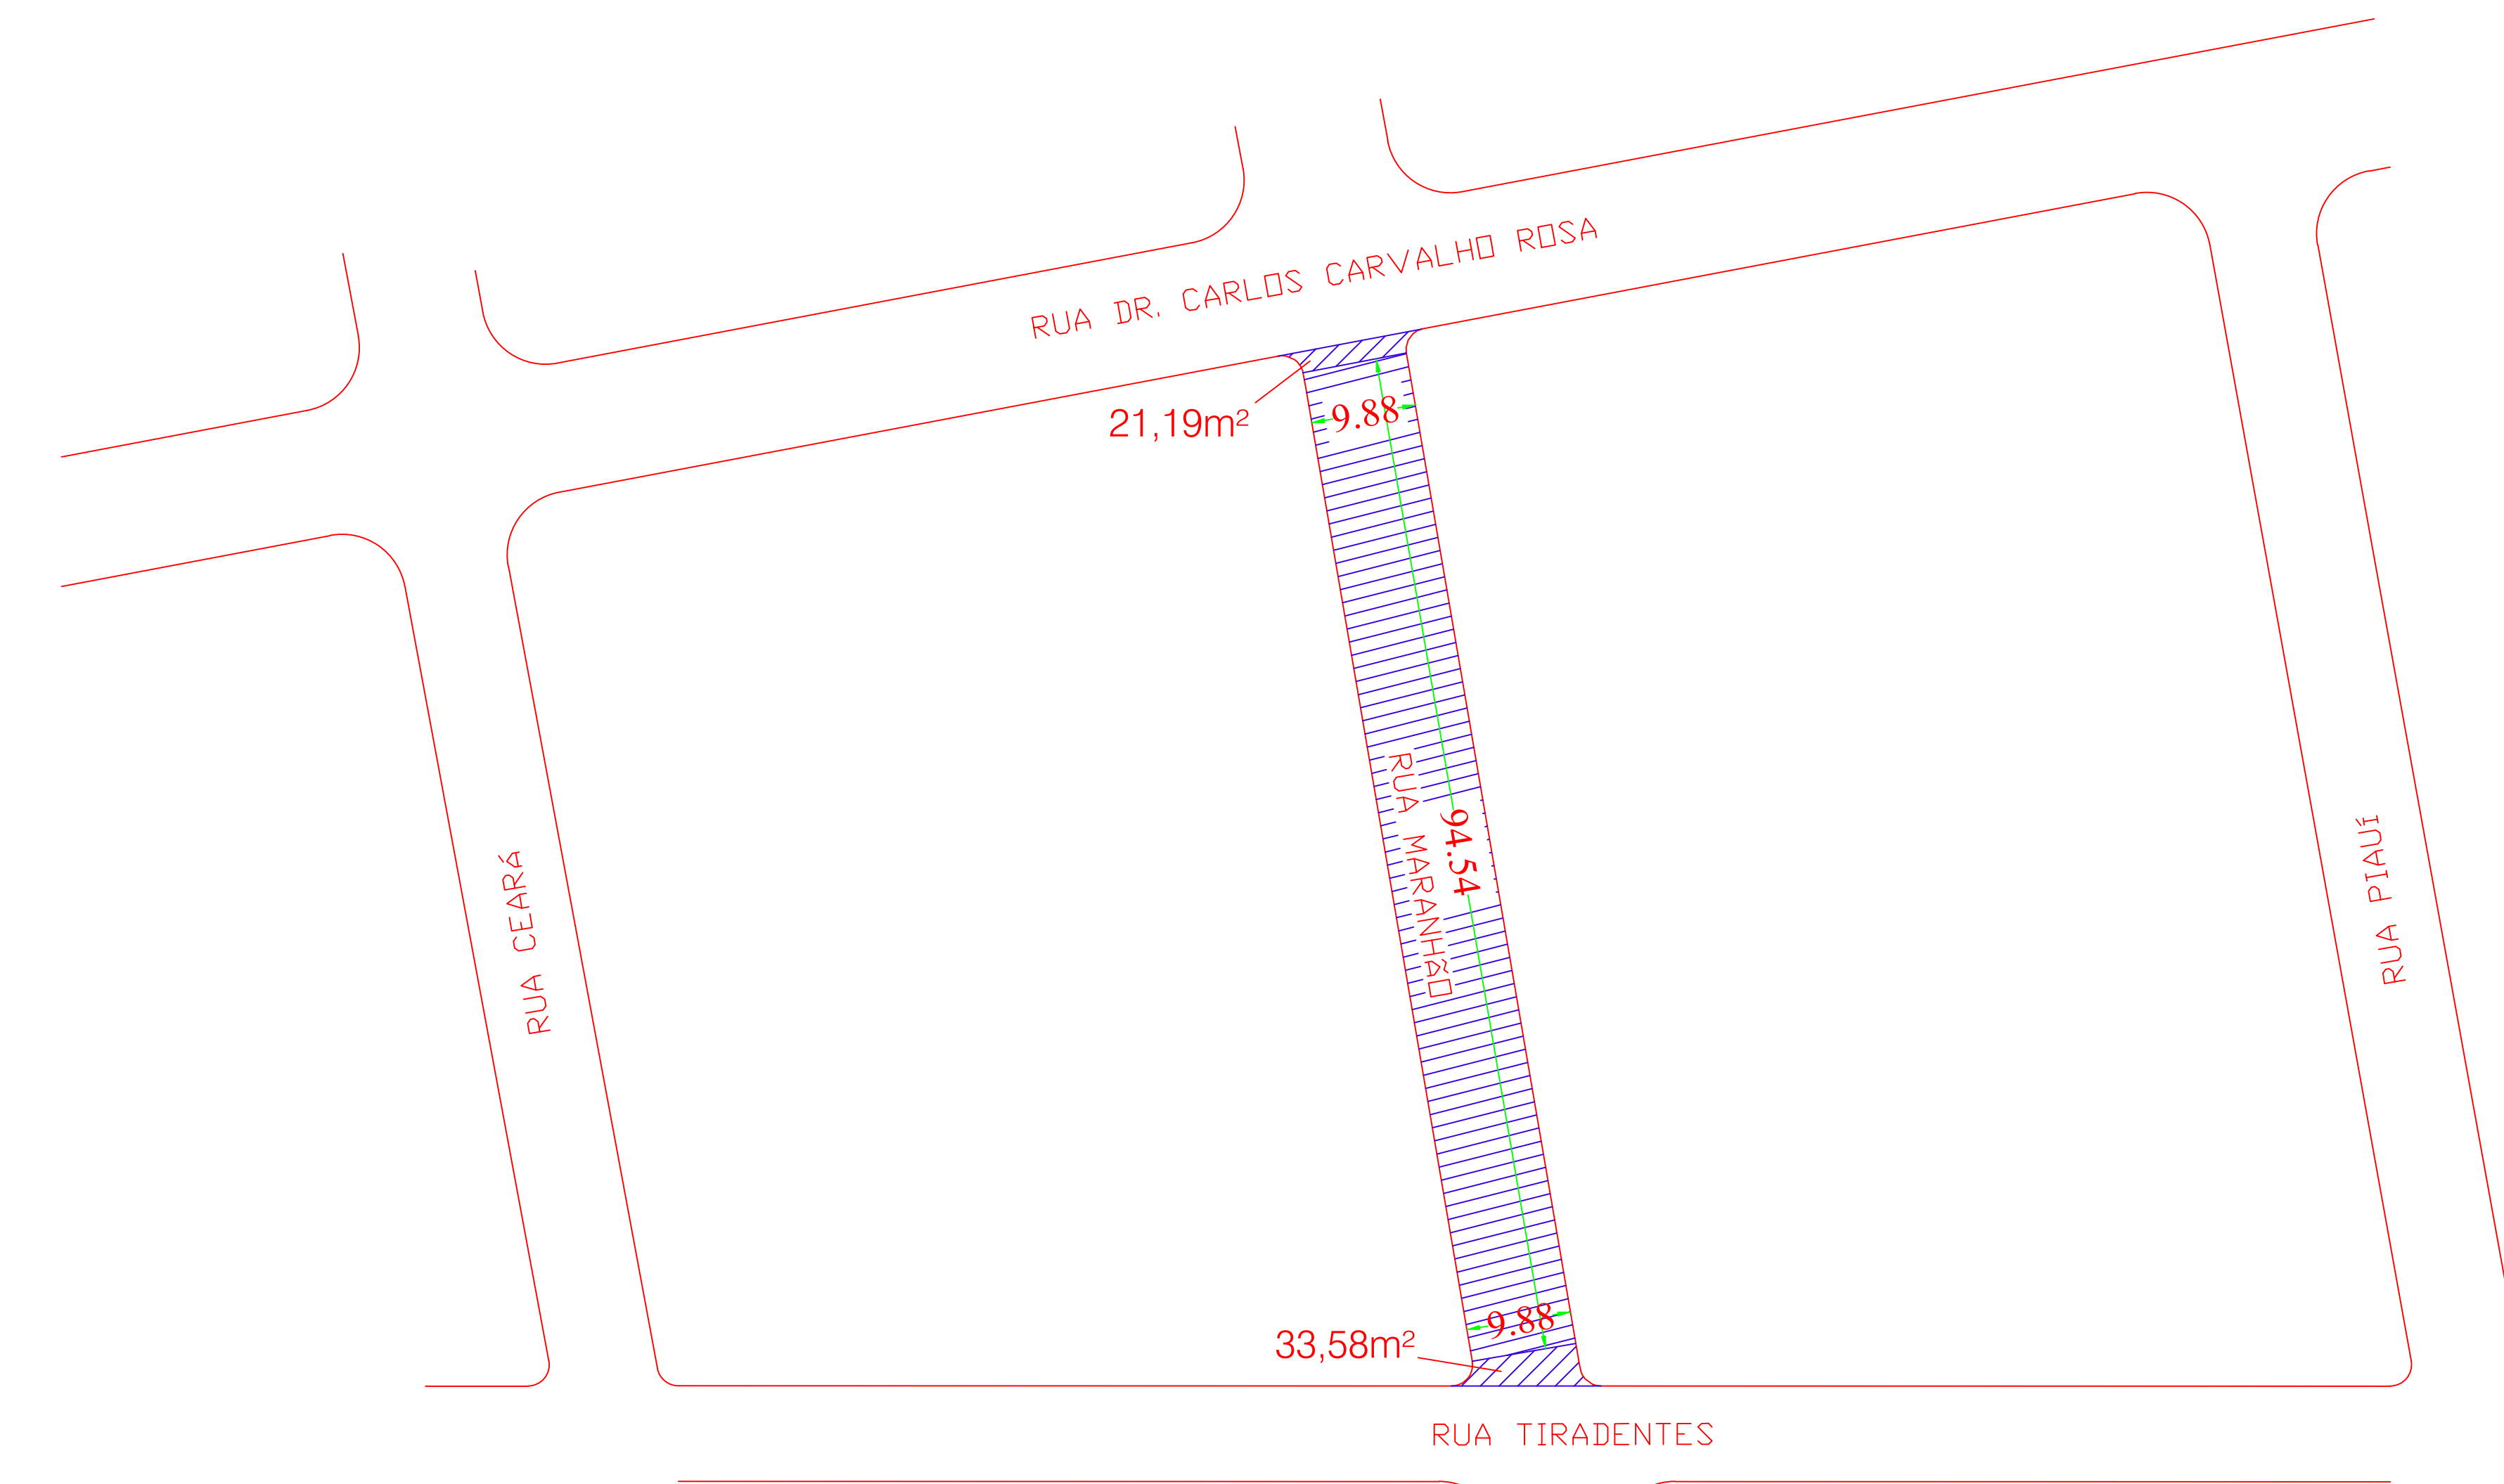 RUA DR. CARLOS CARVALHO ROSA
21,19m²
9.88
RUA MARANHÃO
94.54
RUA CEARÁ
RUA PIAUÍ
9.88
33,58m²
RUA TIRADENTES